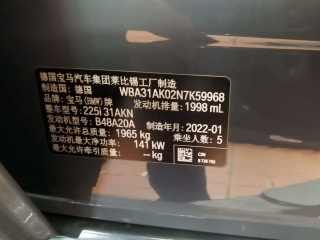 德国宝马汽车集团莱比锡工厂制造
制造国: 德国 WBA31AK02N7K59968
品牌: 宝马(BMW)牌 发动机排量: 1998 mL
整车型号: 225i 31AKN
发动机型号: B48A20A 制造年月: 2022-01
最大允许总质量: 1965 kg 乘坐人数: 5
发动机最大净功率: 141 kW
最大允许牵引质量: -- kg